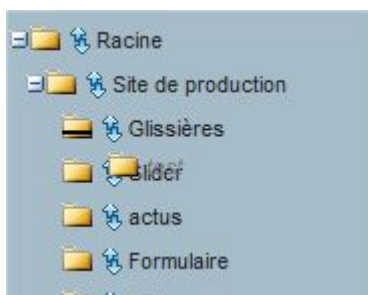 Racine
Site de production
Glissières
Slider
actus
Formulaire